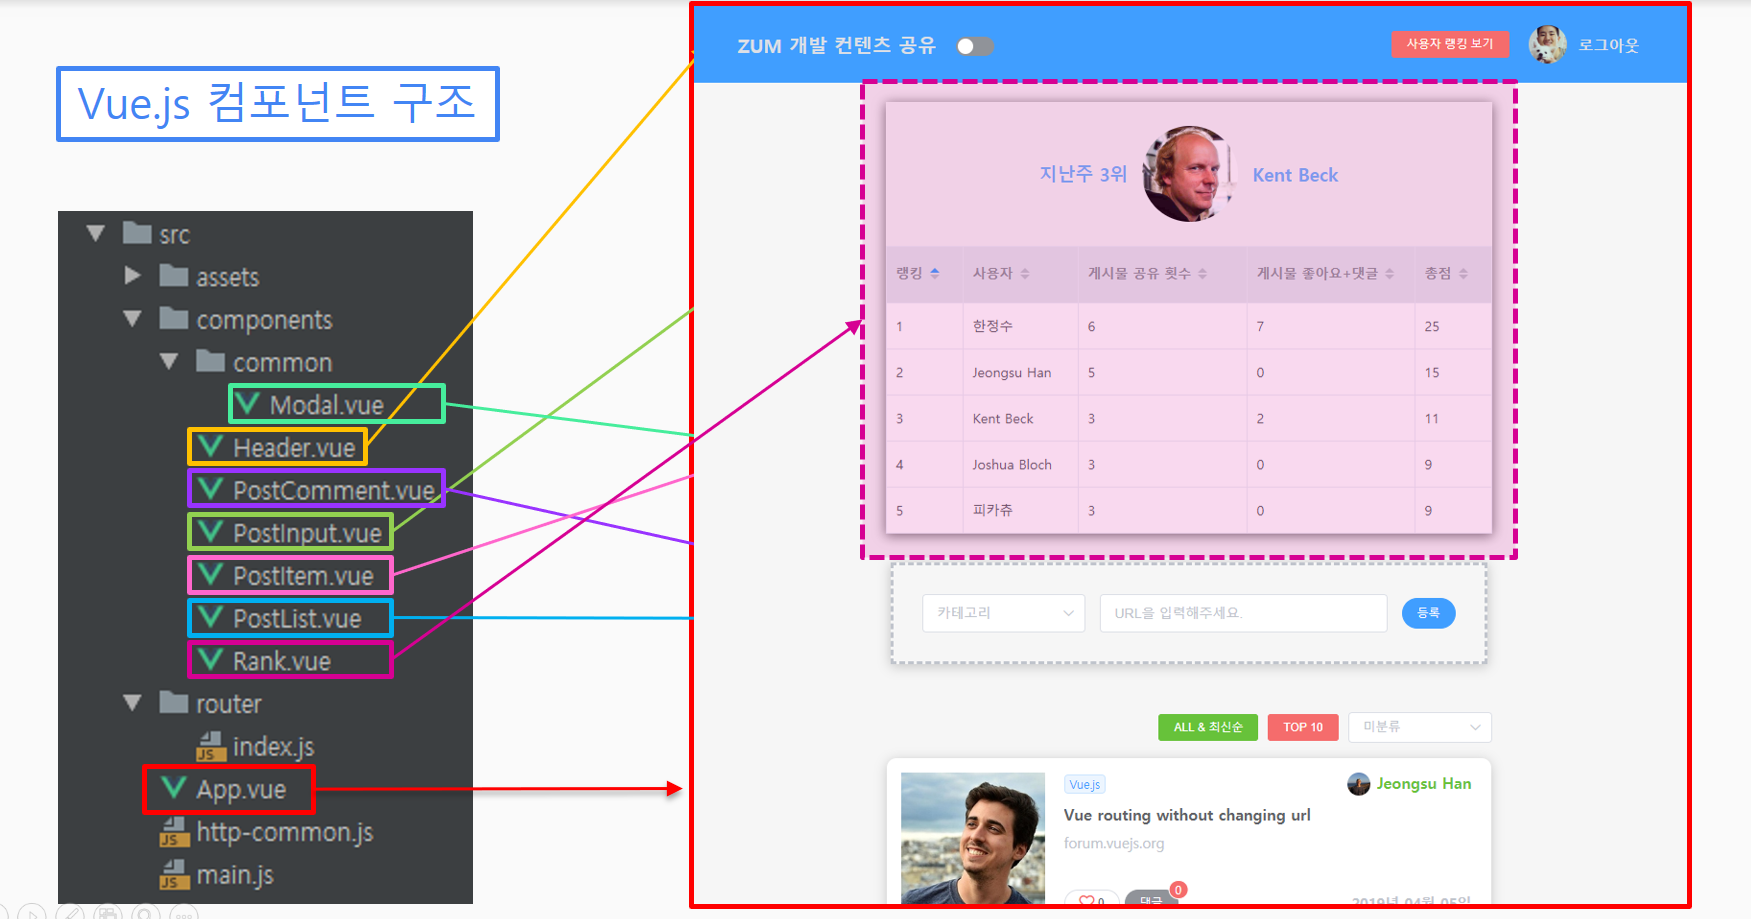 Vue.js 컴포넌트 구조
src
assets
components
common
Modal.vue
Header.vue
PostComment.vue
PostInput.vue
PostItem.vue
PostList.vue
Rank.vue
router
JS index.js
App.vue
JS http-common.js
JS main.js
ZUM 개발 컨텐츠 공유
사용자 랭킹 보기
로그아웃
지난주 3위 Kent Beck
랭킹 사용자 게시물 공유 횟수 게시물 좋아요+댓글 총점
1 한정수 6 7 25
2 Jeongsu Han 5 0 15
3 Kent Beck 3 2 11
4 Joshua Bloch 3 0 9
5 피카츄 3 0 9
카테고리 URL을 입력해주세요. 등록
ALL & 최신순 TOP 10 미분류
Vue.js Jeongsu Han
Vue routing without changing url
forum.vuejs.org
0 댓글 0 2019년 04월 05일